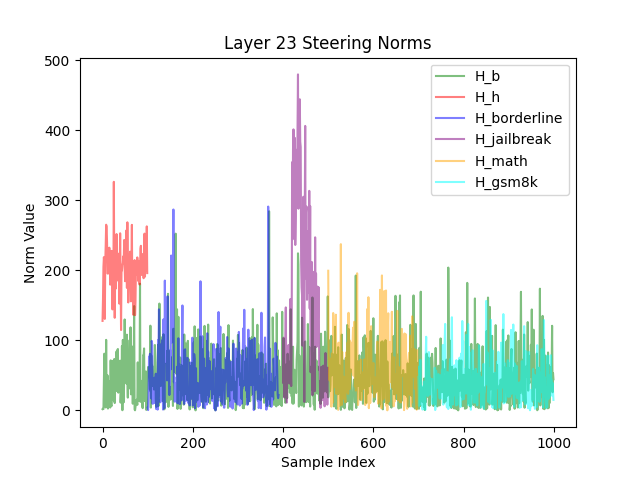 Layer 23 Steering Norms
500
400
300
200
100
0
Norm Value
H_b
H_h
H_borderline
H_jailbreak
H_math
H_gsm8k
0
200
400
600
800
1000
Sample Index